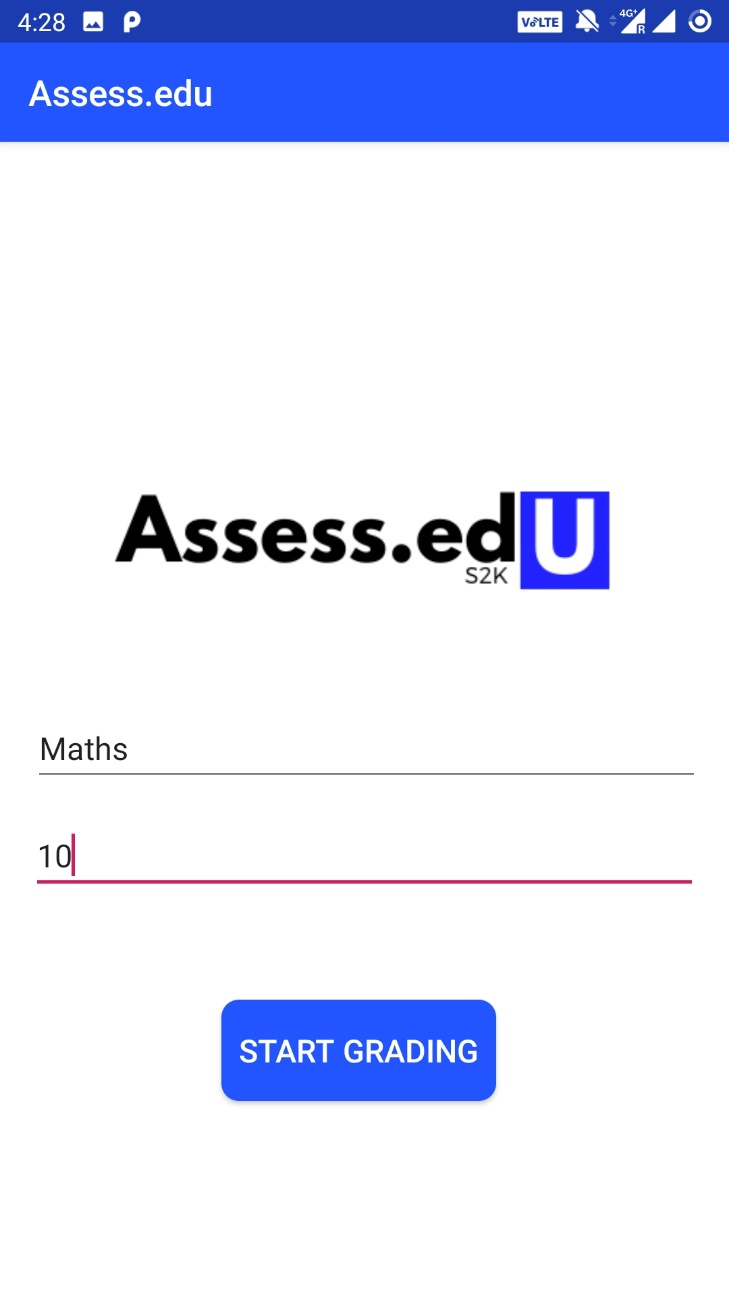 4:28
VoLTE 4G+ R
Assess.edu
Assess.edU
S2K
Maths
10
START GRADING